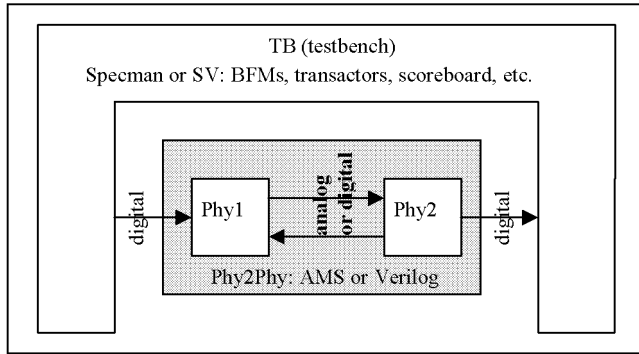 TB (testbench)
Specman or SV: BFMs, transactors, scoreboard, etc.
digital
Phy1
analog
or digital
Phy2
digital
Phy2Phy: AMS or Verilog